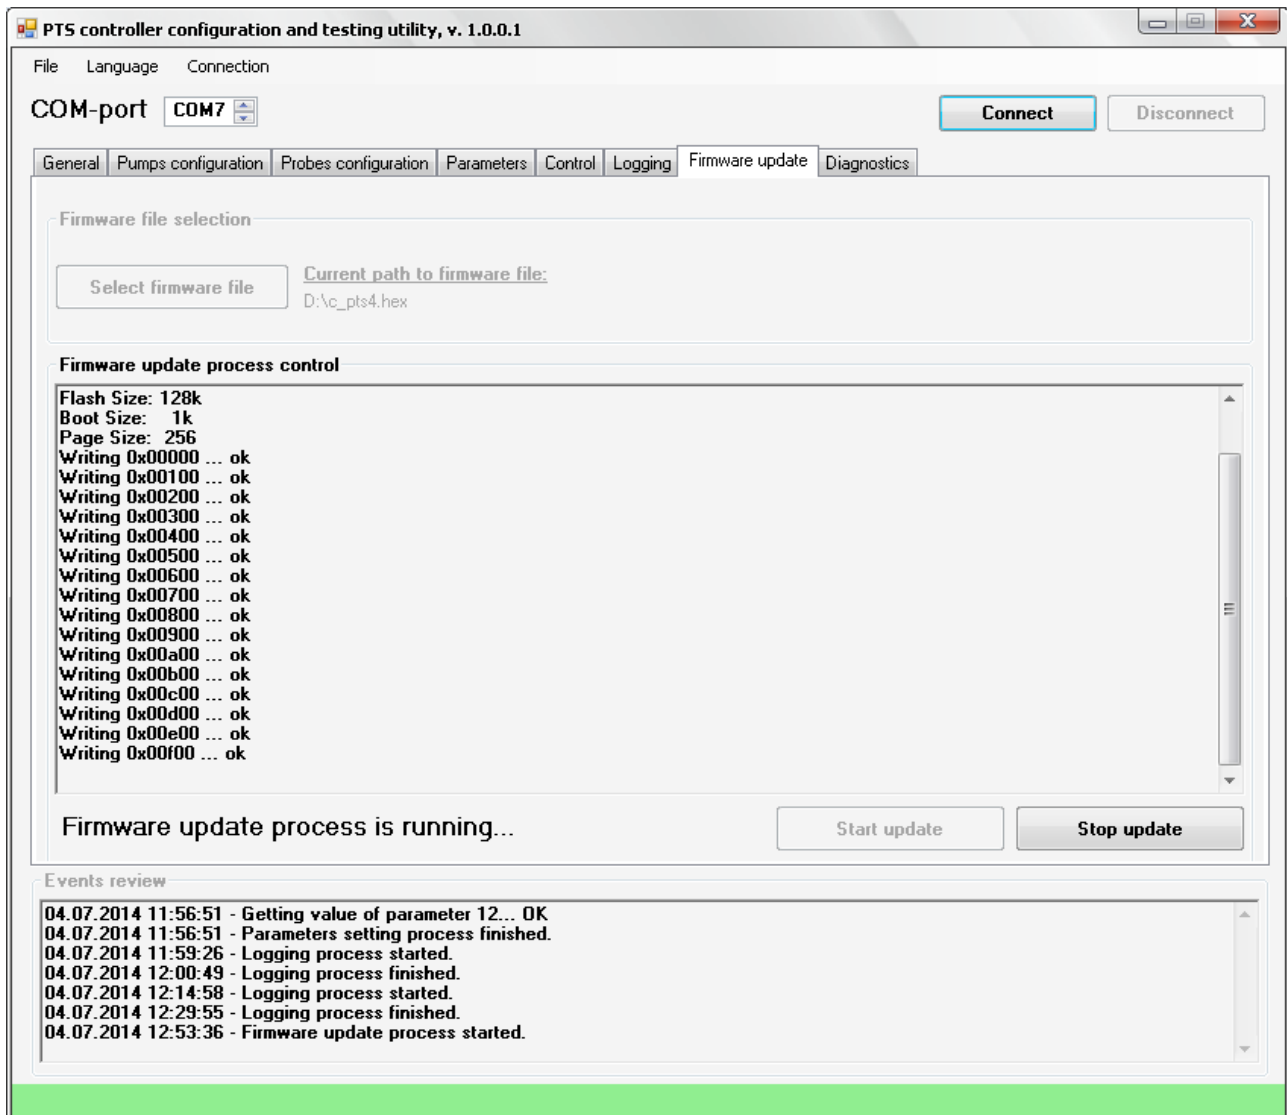 PTS controller configuration and testing utility, v. 1.0.0.1
File Language Connection
COM-port COM7 Connect Disconnect
General Pumps configuration Probes configuration Parameters Control Logging Firmware update Diagnostics
Firmware file selection
Select firmware file Current path to firmware file:
D:\c_pts4.hex
Firmware update process control
Flash Size: 128k
Boot Size: 1k
Page Size: 256
Writing 0x00000 ... ok
Writing 0x00100 ... ok
Writing 0x00200 ... ok
Writing 0x00300 ... ok
Writing 0x00400 ... ok
Writing 0x00500 ... ok
Writing 0x00600 ... ok
Writing 0x00700 ... ok
Writing 0x00800 ... ok
Writing 0x00900 ... ok
Writing 0x00a00 ... ok
Writing 0x00b00 ... ok
Writing 0x00c00 ... ok
Writing 0x00d00 ... ok
Writing 0x00e00 ... ok
Writing 0x00f00 ... ok
Firmware update process is running... Start update Stop update
Events review
04.07.2014 11:56:51 - Getting value of parameter 12... OK
04.07.2014 11:56:51 - Parameters setting process finished.
04.07.2014 11:59:26 - Logging process started.
04.07.2014 12:00:49 - Logging process finished.
04.07.2014 12:14:58 - Logging process started.
04.07.2014 12:29:55 - Logging process finished.
04.07.2014 12:53:36 - Firmware update process started.